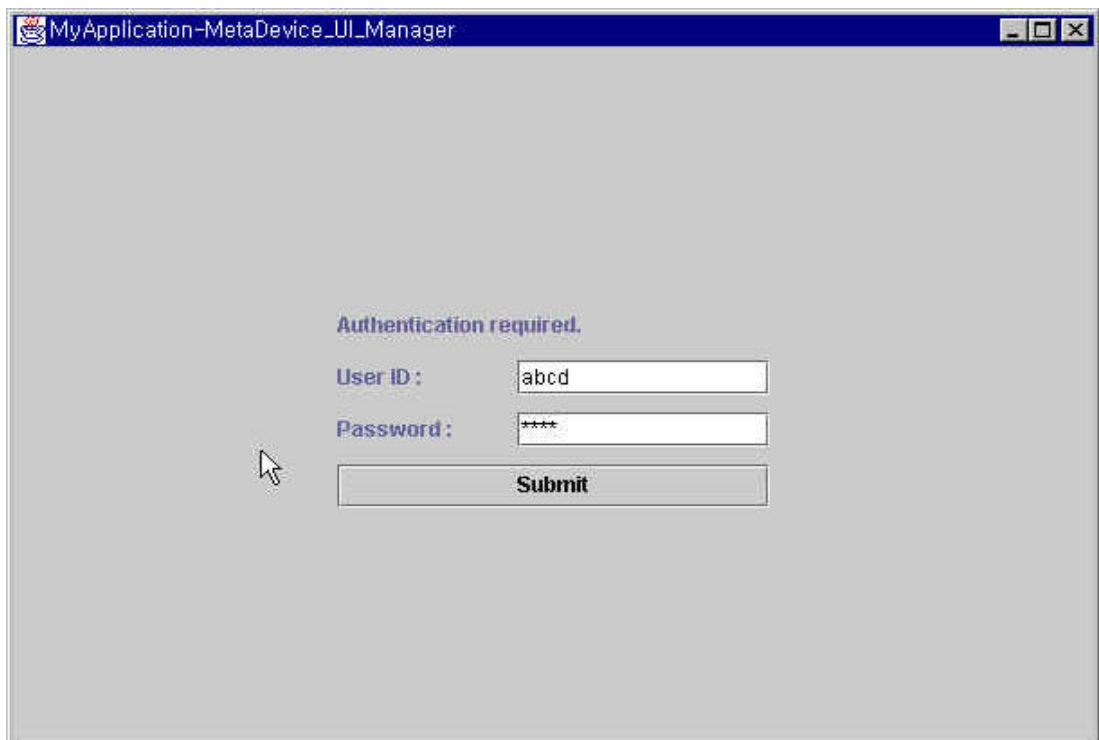 MyApplication-MetaDevice_UI_Manager
Authentication required.
User ID : abcd
Password : ****
Submit